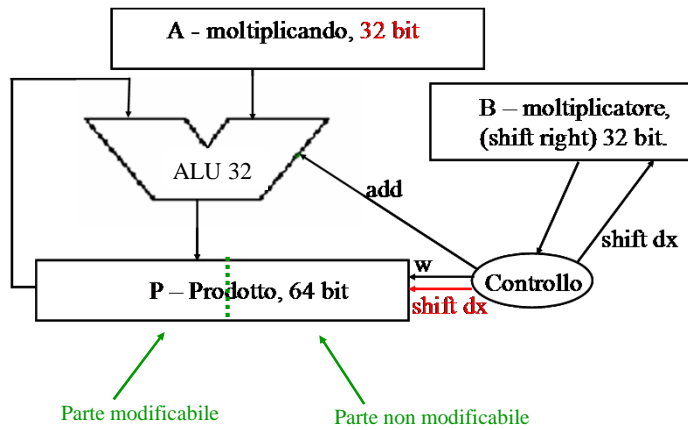 A - moltiplicando, 32 bit
B – moltiplicatore,
(shift right) 32 bit.
ALU 32
add
shift dx
w
Controllo
P – Prodotto, 64 bit
shift dx
Parte modificabile
Parte non modificabile